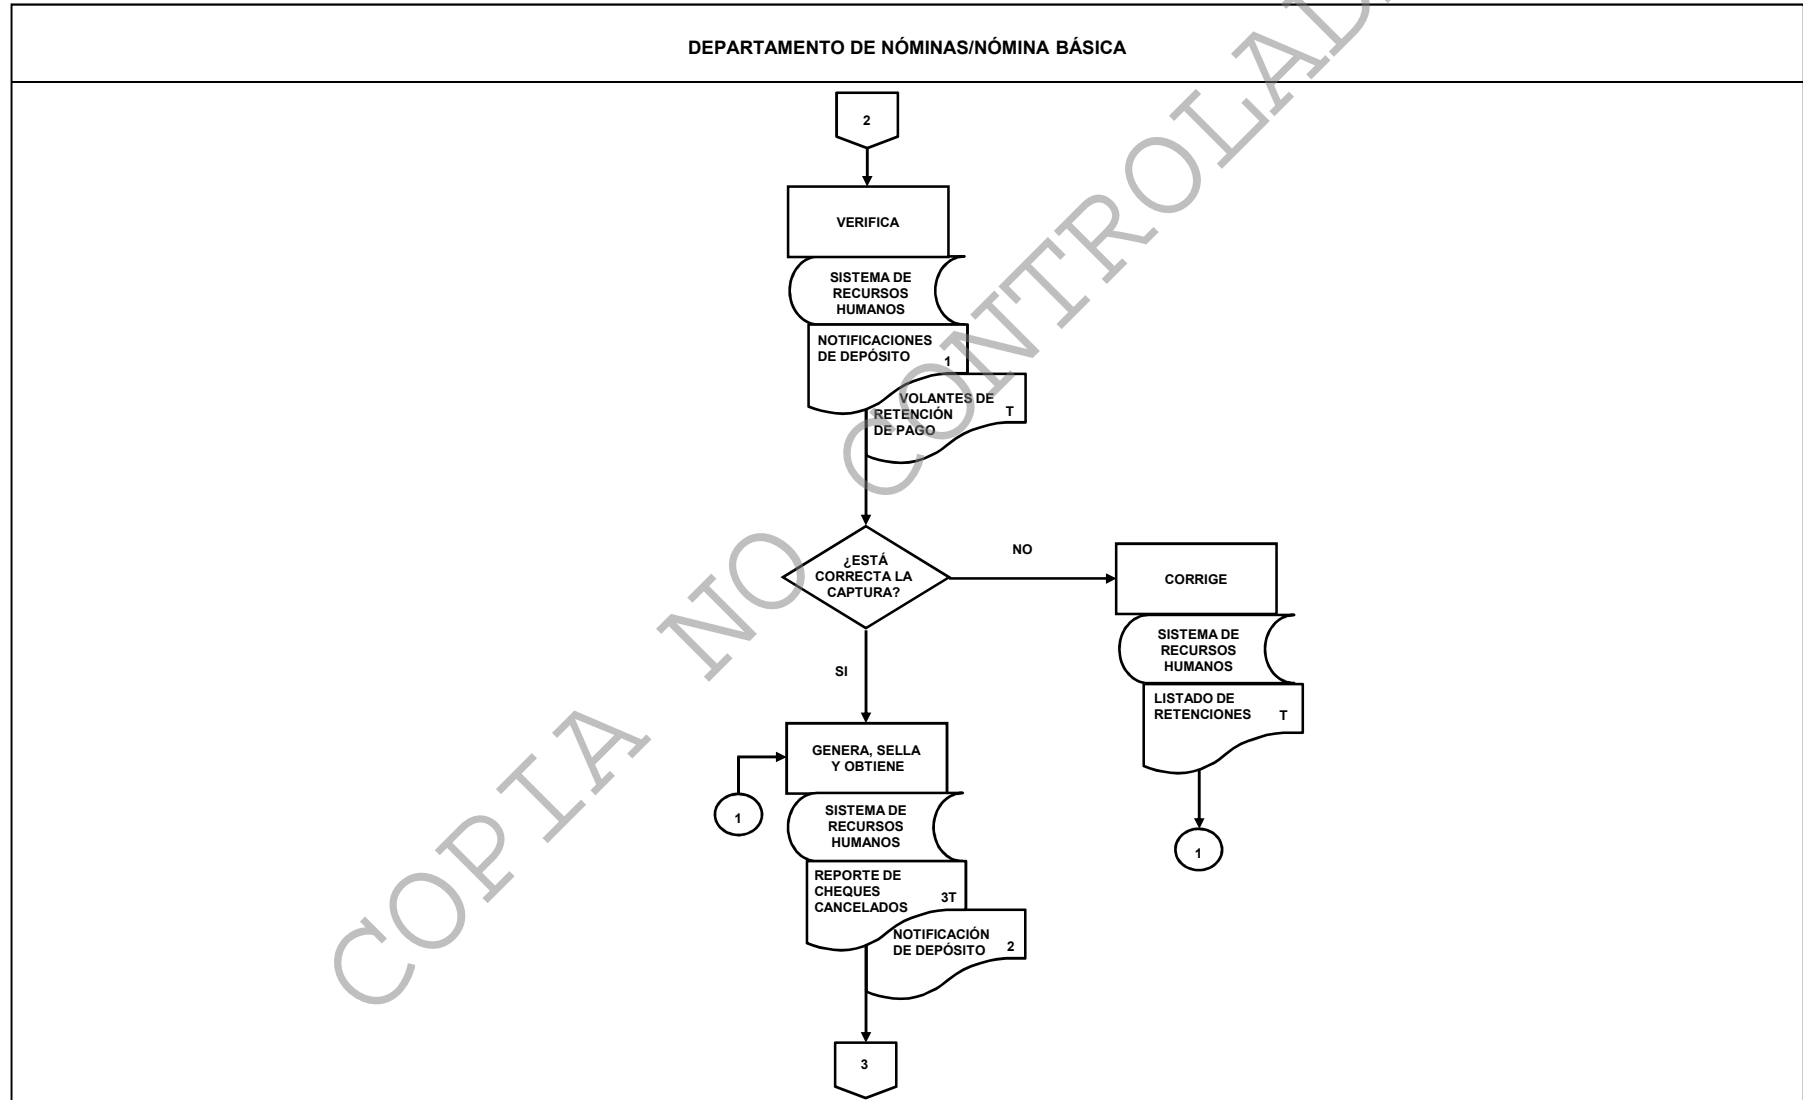 DEPARTAMENTO DE NÓMINAS/NÓMINA BÁSICA
2
VERIFICA
SISTEMA DE
RECURSOS
HUMANOS
NOTIFICACIONES
DE DEPÓSITO
1
VOLANTES DE
RETENCIÓN
DE PAGO
T
¿ESTÁ
CORRECTA LA
CAPTURA?
NO
CORRIGE
SISTEMA DE
RECURSOS
HUMANOS
LISTADO DE
RETENCIONES
T
1
SI
GENERA, SELLA
Y OBTIENE
1
SISTEMA DE
RECURSOS
HUMANOS
REPORTE DE
CHEQUES
CANCELADOS
3T
NOTIFICACIÓN
DE DEPÓSITO
2
3
COPIA NO CONTROLAD